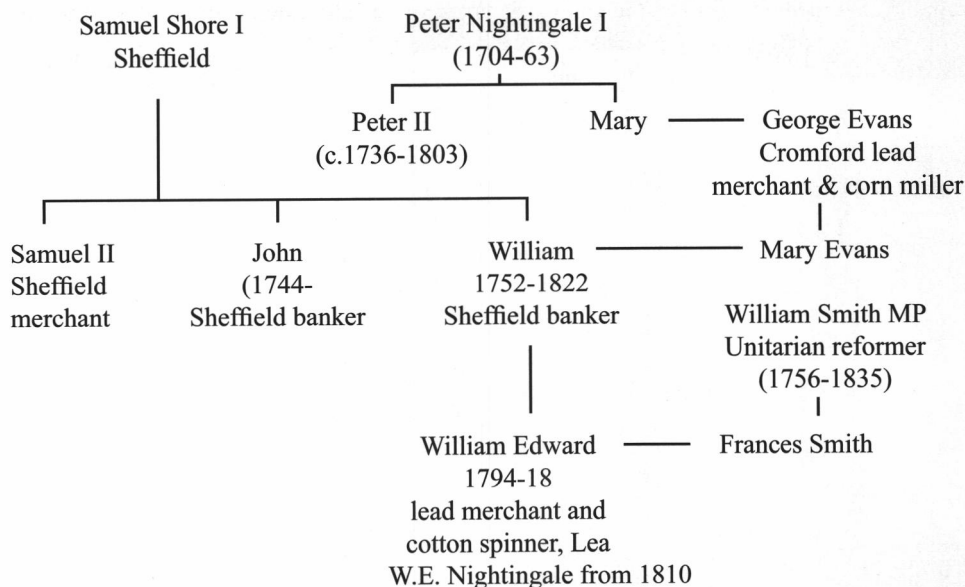 Samuel Shore I
Sheffield
Peter Nightingale I
(1704-63)
Peter II
(c.1736-1803)
Mary
George Evans
Cromford lead
merchant & corn miller
Samuel II
Sheffield
merchant
John
(1744-
Sheffield banker
William
1752-1822
Sheffield banker
Mary Evans
William Smith MP
Unitarian reformer
(1756-1835)
William Edward
1794-18
lead merchant and
cotton spinner, Lea
W.E. Nightingale from 1810
Frances Smith